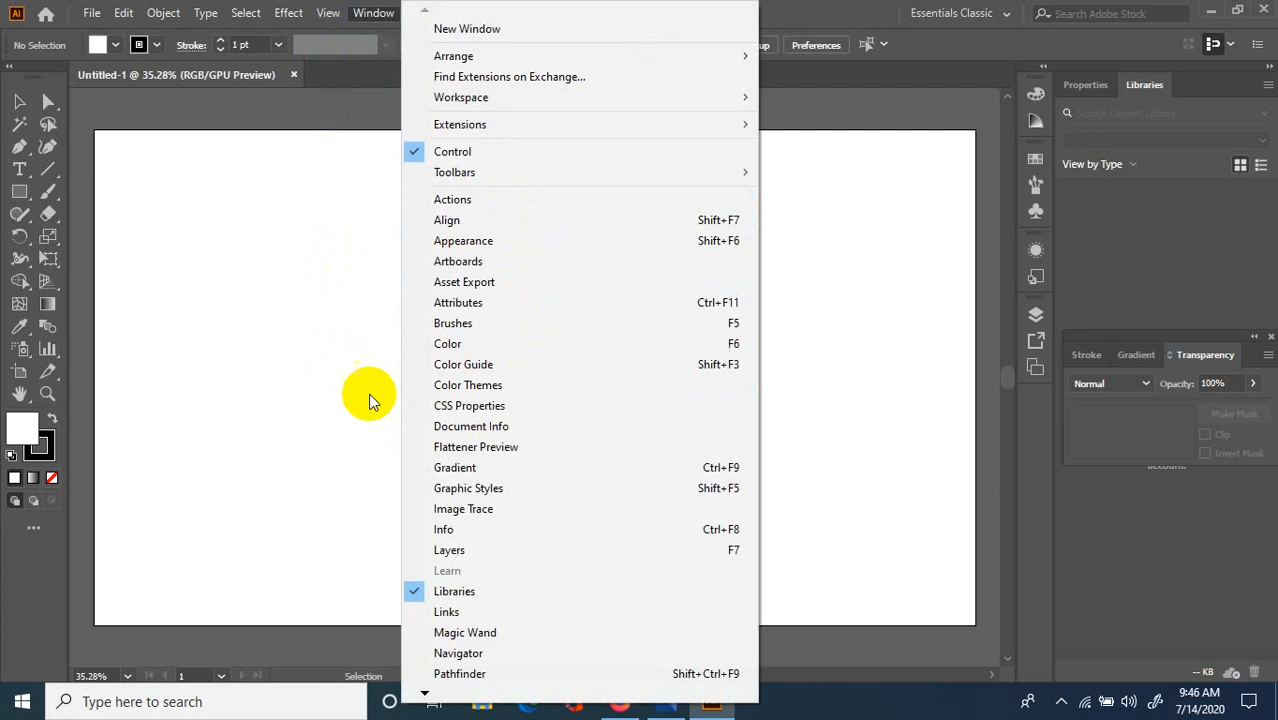 Ai File Edit Object Type Select Effect View Window Essentials Classic Search Adobe Stock
No Selection Stroke: 1 pt Preferences
Untitled-1 @ 35.28% (RGB/GPU Preview)
New Window
Arrange
Find Extensions on Exchange...
Workspace
Extensions
Control
Toolbars
Actions
Align Shift+F7
Appearance Shift+F6
Artboards
Asset Export
Attributes Ctrl+F11
Brushes F5
Color F6
Color Guide Shift+F3
Color Themes
CSS Properties
Document Info
Flattener Preview
Gradient Ctrl+F9
Graphic Styles Shift+F5
Image Trace
Info Ctrl+F8
Layers F7
Learn
Libraries
Links
Magic Wand
Navigator
Pathfinder Shift+Ctrl+F9
Properties Libraries
Search Current Library
View by Type
Stroke Gradient Transparency
Normal Opacity: 100%
Make Mask
Clip
Invert Mask
-- KB
35.28% 1 Selection
Type here to search
9:46 AM
7/14/2020